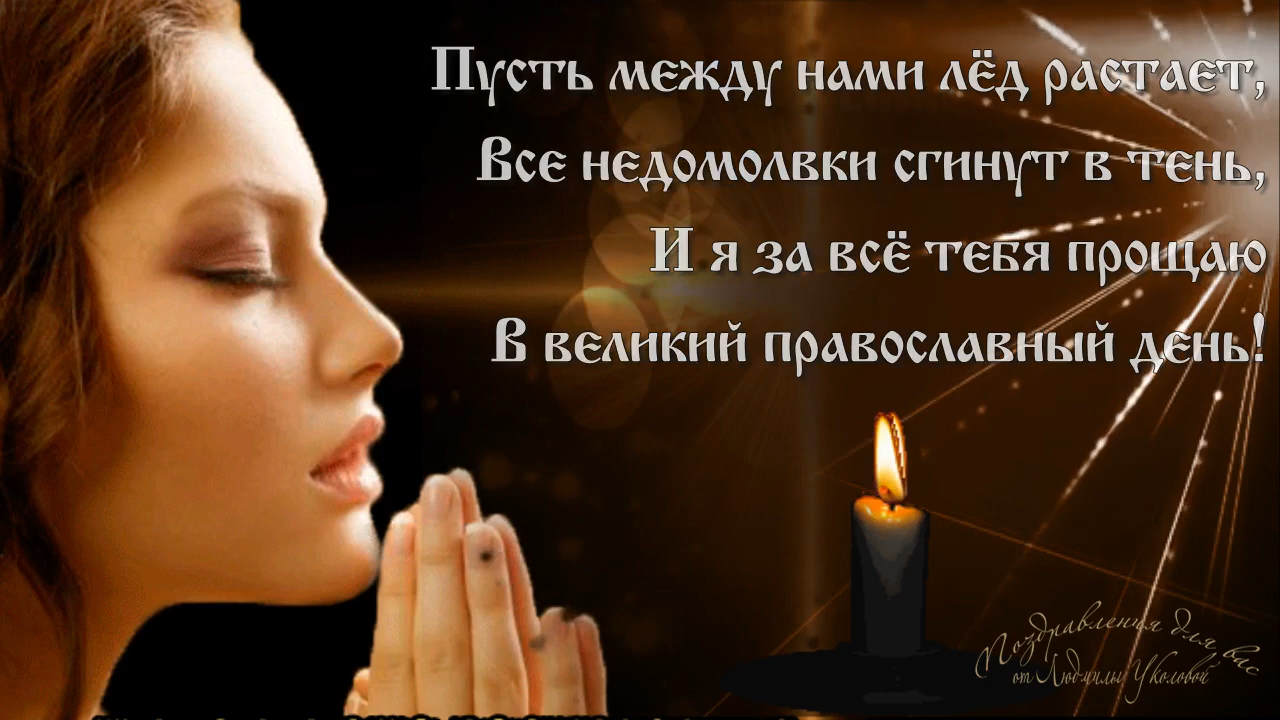 Пусть между нами лёд растает,
Все недомолвки сгинут в тень,
И я за всё тебя прощаю
В великий православный день!
Поздравления для вас
от Людмилы Уколовой